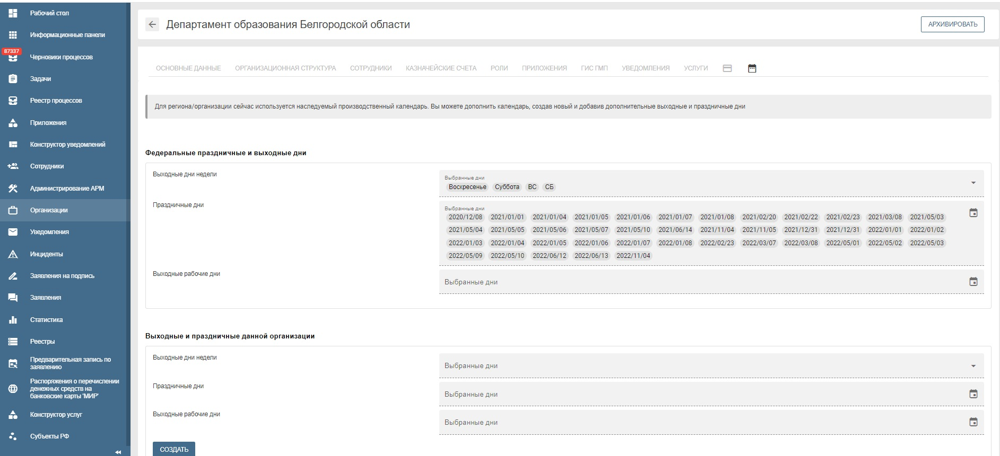 Рабочий стол
Информационные панели
87337
Черновики процессов
Задачи
Реестр процессов
Приложения
Конструктор уведомлений
Сотрудники
Администрирование АРМ
Организации
Уведомления
Инциденты
Заявления на подпись
Заявления
Статистика
Реестры
Предварительная запись по
заявлению
Распоряжения о перечислении
денежных средств на
банковские карты 'МИР'
Конструктор услуг
Субъекты РФ
Департамент образования Белгородской области
АРХИВИРОВАТЬ
ОСНОВНЫЕ ДАННЫЕ ОРГАНИЗАЦИОННАЯ СТРУКТУРА СОТРУДНИКИ КАЗНАЧЕЙСКИЕ СЧЕТА РОЛИ ПРИЛОЖЕНИЯ ГИС ГМП УВЕДОМЛЕНИЯ УСЛУГИ
Для региона/организации сейчас используется наследуемый производственный календарь. Вы можете дополнить календарь, создав новый и добавив дополнительные выходные и праздничные дни
Федеральные праздничные и выходные дни
Выходные дни недели
Выбранные дни
Воскресенье Суббота ВС СБ
Праздничные дни
Выбранные дни
2020/12/08 2021/01/01 2021/01/04 2021/01/05 2021/01/06 2021/01/07 2021/01/08 2021/02/20 2021/02/22 2021/02/23 2021/03/08 2021/05/03
2021/05/04 2021/05/05 2021/05/06 2021/05/07 2021/05/10 2021/06/14 2021/11/04 2021/11/05 2021/12/31 2021/12/31 2022/01/01 2022/01/02
2022/01/03 2022/01/04 2022/01/05 2022/01/06 2022/01/07 2022/01/08 2022/02/23 2022/03/07 2022/03/08 2022/05/01 2022/05/02 2022/05/03
2022/05/09 2022/05/10 2022/06/12 2022/06/13 2022/11/04
Выходные рабочие дни
Выбранные дни
Выходные и праздничные данной организации
Выходные дни недели
Выбранные дни
Праздничные дни
Выбранные дни
Выходные рабочие дни
Выбранные дни
СОЗДАТЬ